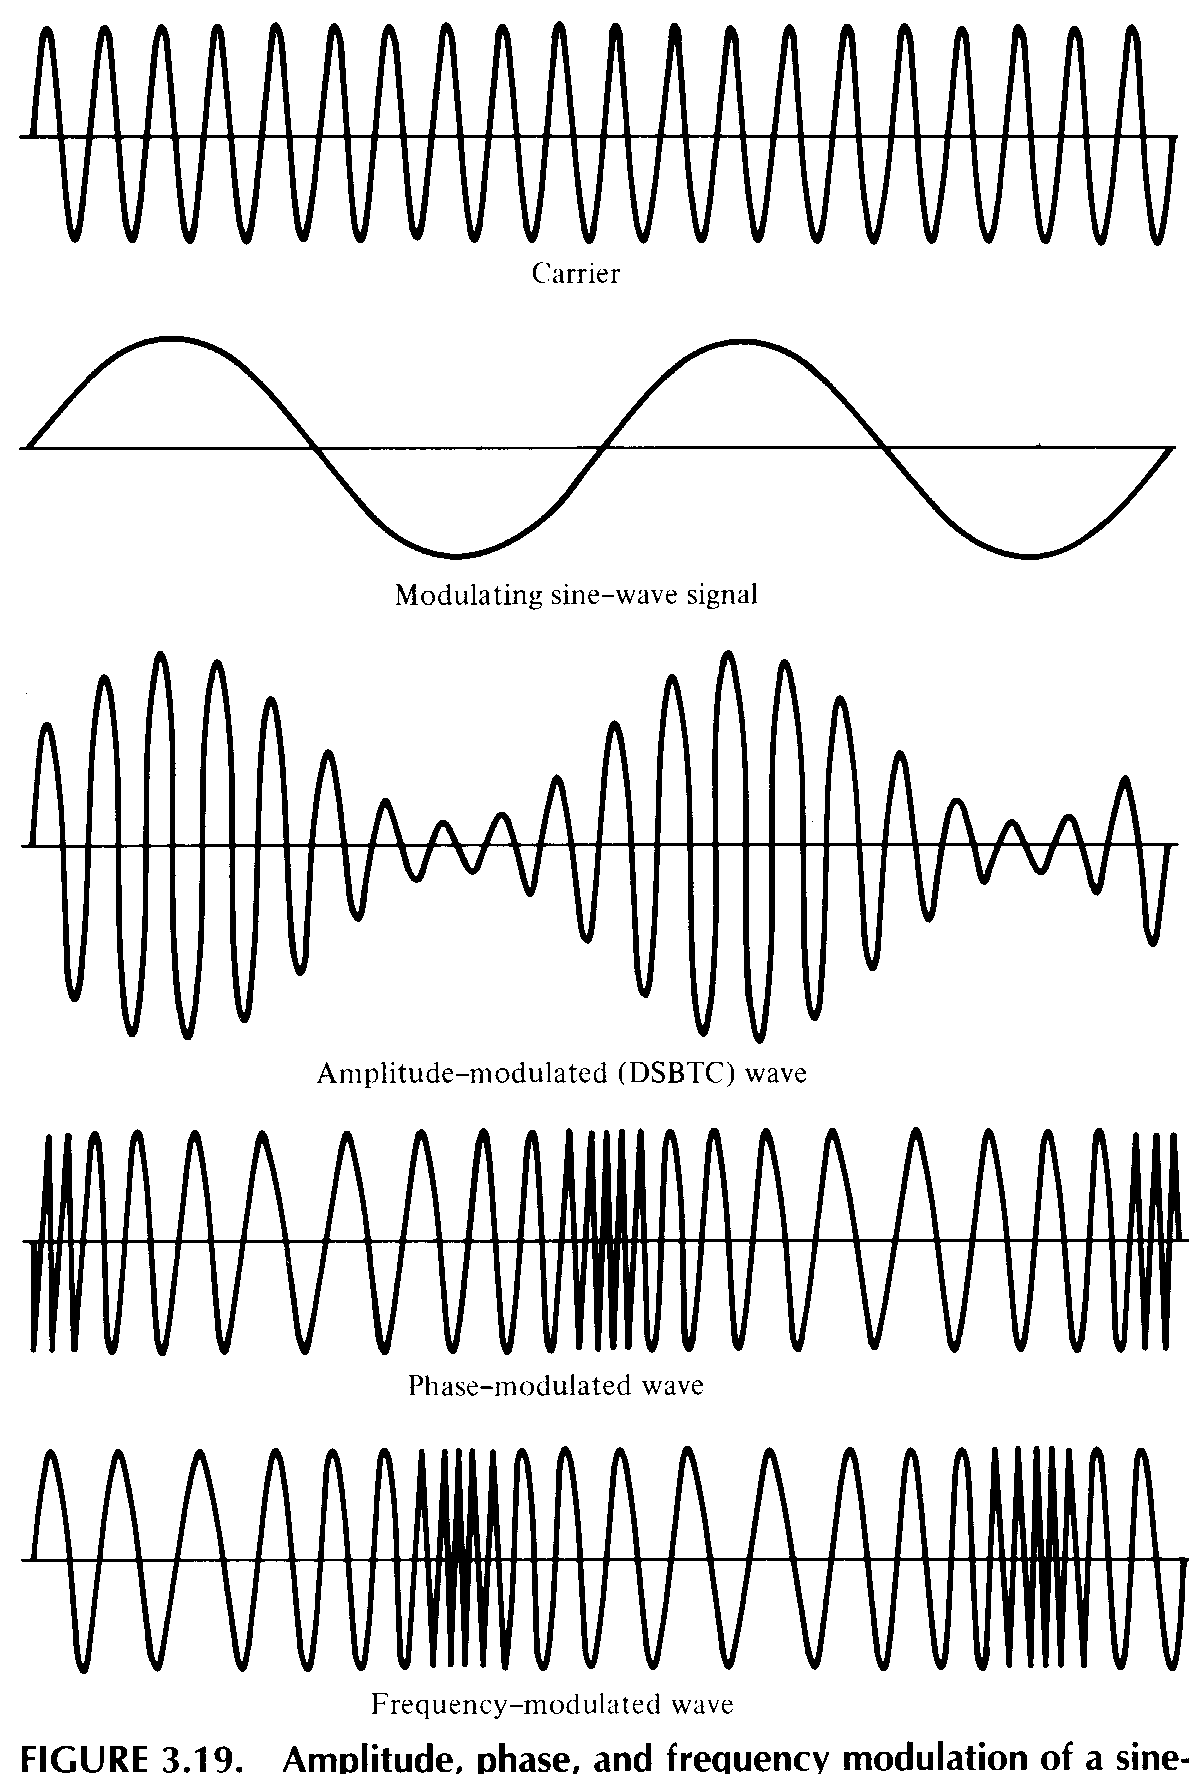 Carrier
Modulating sine-wave signal
Amplitude-modulated (DSBTC) wave
Phase-modulated wave
Frequency-modulated wave
FIGURE 3.19. Amplitude, phase, and frequency modulation of a sine-